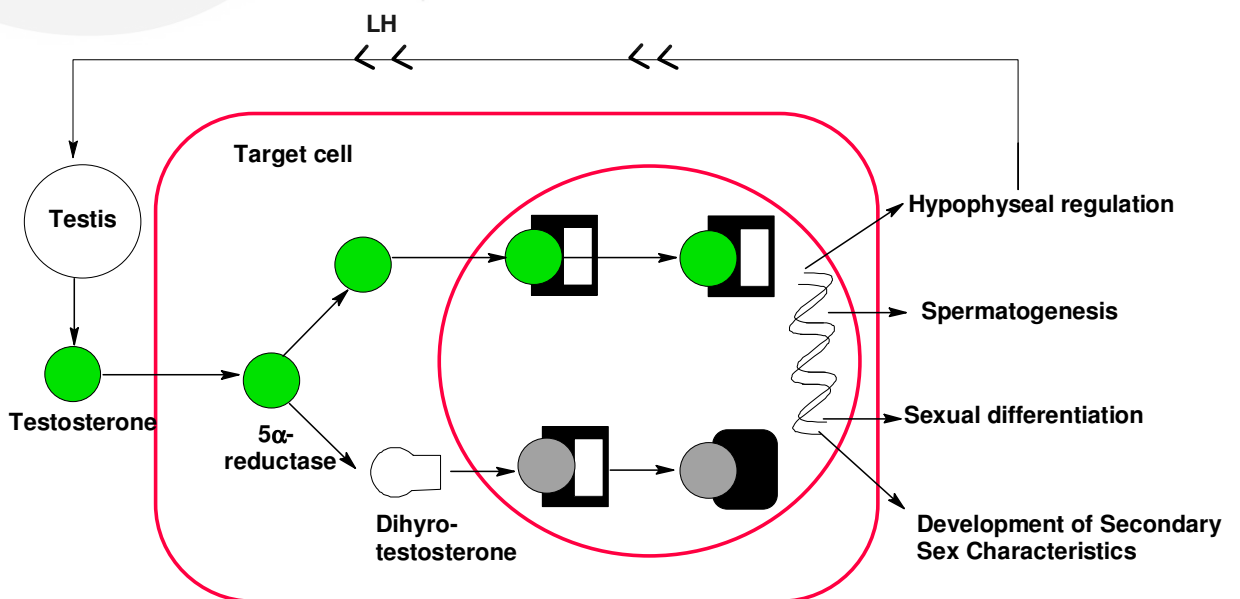 LH
Target cell
Testis
Hypophyseal regulation
Spermatogenesis
Testosterone
5α-
reductase
Sexual differentiation
Dihyro-
testosterone
Development of Secondary
Sex Characteristics